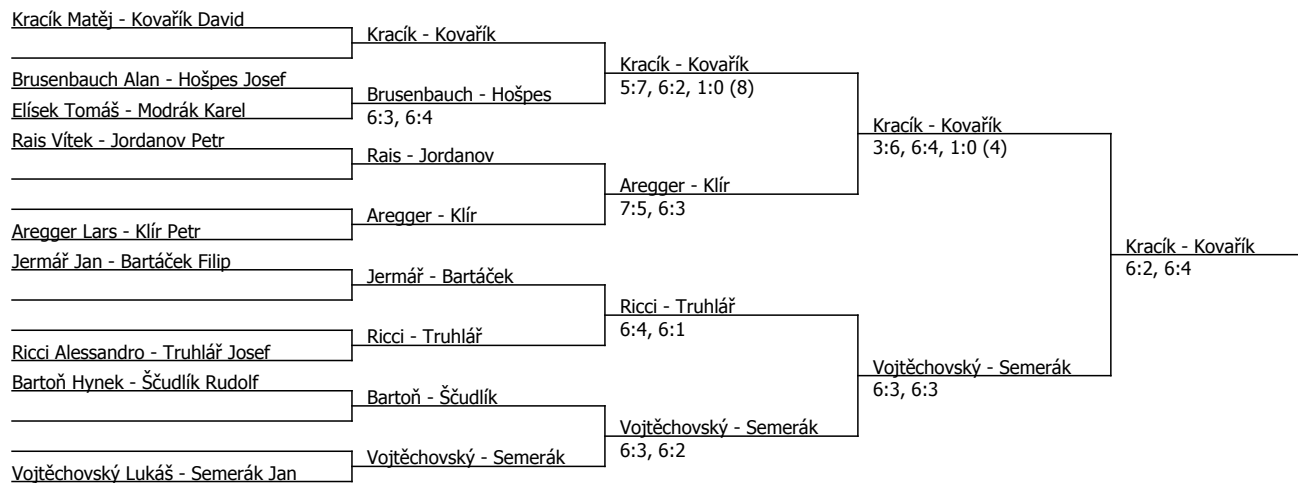 Kracík Matěj - Kovařík David
Brusenbauch Alan - Hošpes Josef
Elísek Tomáš - Modrák Karel
Rais Vítek - Jordanov Petr
Aregger Lars - Klír Petr
Jermář Jan - Bartáček Filip
Ricci Alessandro - Truhlář Josef
Bartoň Hynek - Ščudlík Rudolf
Vojtěchovský Lukáš - Semerák Jan
Kracík - Kovařík
Brusenbauch - Hošpes
6:3, 6:4
Rais - Jordanov
Aregger - Klír
Jermář - Bartáček
Ricci - Truhlář
Bartoň - Ščudlík
Vojtěchovský - Semerák
Kracík - Kovařík
5:7, 6:2, 1:0 (8)
Aregger - Klír
7:5, 6:3
Ricci - Truhlář
6:4, 6:1
Vojtěchovský - Semerák
6:3, 6:2
Kracík - Kovařík
3:6, 6:4, 1:0 (4)
Vojtěchovský - Semerák
6:3, 6:3
Kracík - Kovařík
6:2, 6:4